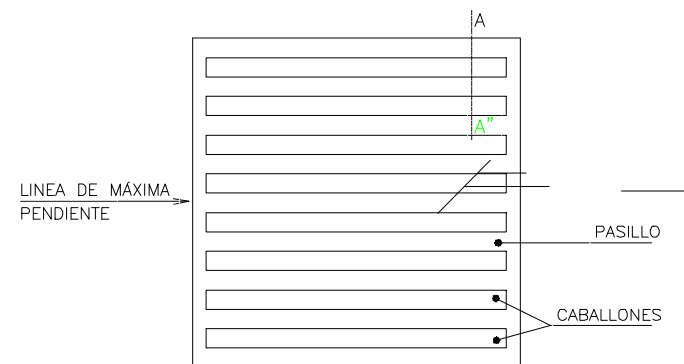 A
A”
LINEA DE MÁXIMA
PENDIENTE
PASILLO
CABALLONES